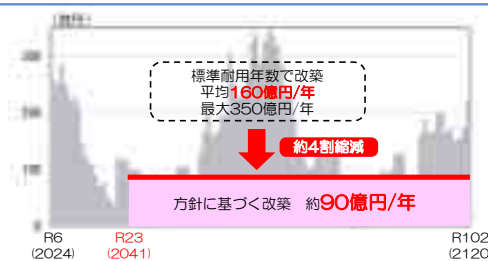 標準耐用年数で改築
平均160億円/年
最大350億円/年
約4割縮減
方針に基づく改築 約90億円/年
R6
(2024)
R23
(2041)
R102
(2120